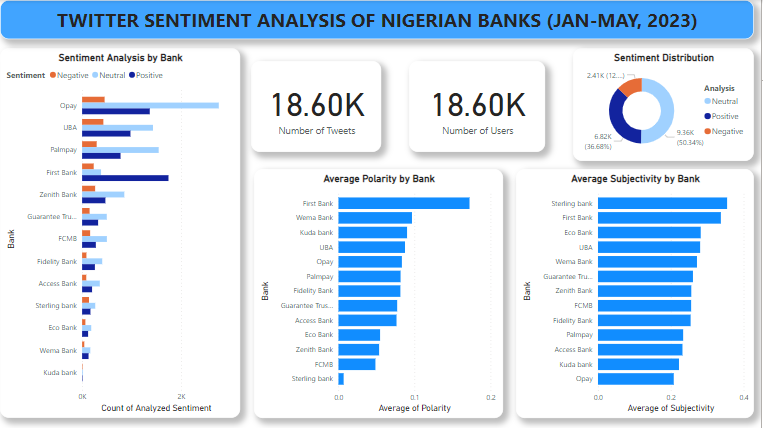 TWITTER SENTIMENT ANALYSIS OF NIGERIAN BANKS (JAN-MAY, 2023)
Sentiment Analysis by Bank
Sentiment Negative Neutral Positive
Bank
Opay
UBA
Palmpay
First Bank
Zenith Bank
Guarantee Tru...
FCMB
Fidelity Bank
Access Bank
Sterling bank
Eco Bank
Wema Bank
Kuda bank
0K 2K
Count of Analyzed Sentiment
18.60K
Number of Tweets
18.60K
Number of Users
Sentiment Distribution
2.41K (12....)
6.82K
(36.68%)
9.36K
(50.34%)
Analysis
Neutral
Positive
Negative
Average Polarity by Bank
Bank
First Bank
Wema Bank
Kuda bank
UBA
Opay
Palmpay
Fidelity Bank
Guarantee Trus...
Access Bank
Eco Bank
Zenith Bank
FCMB
Sterling bank
0.0 0.1 0.2
Average of Polarity
Average Subjectivity by Bank
Bank
Sterling bank
First Bank
Eco Bank
UBA
Wema Bank
Guarantee Trus...
Zenith Bank
FCMB
Fidelity Bank
Palmpay
Access Bank
Kuda bank
Opay
0.0 0.2 0.4
Average of Subjectivity